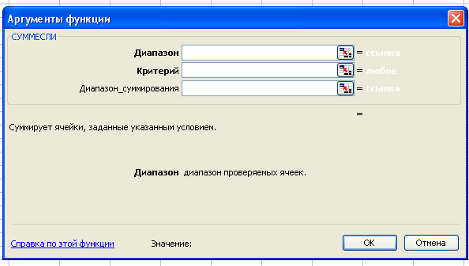 Аргументы функции
СУММЕСЛИ
Диапазон = ссылка
Критерий = любое
Диапазон_суммирования = ссылка
=
Суммирует ячейки, заданные указанным условием.
Диапазон диапазон проверяемых ячеек.
Справка по этой функции Значение: OK Отмена